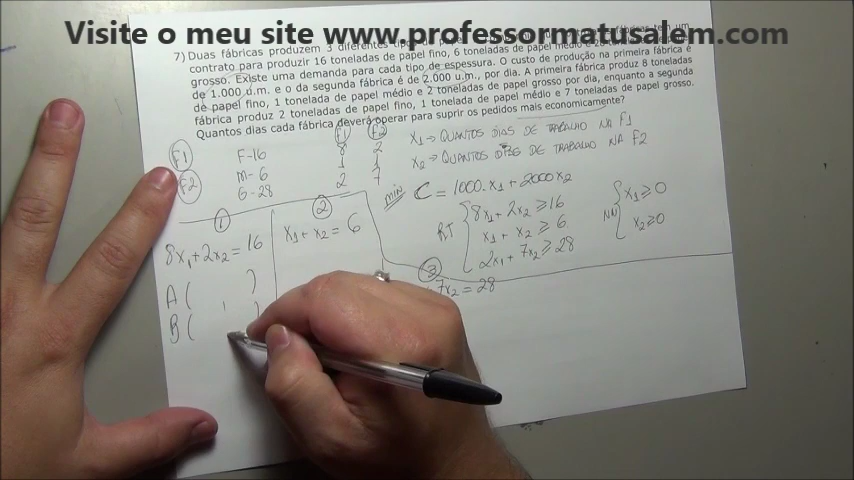 Visite o meu site www.professormatusalem.com
7) Duas fábricas produzem 3 diferentes tipos de papel
contrato para produzir 16 toneladas de papel fino, 6 toneladas de papel médio e 28
grosso. Existe uma demanda para cada tipo de espessura. O custo de produção na primeira fábrica é
de 1.000 u.m. e o da segunda fábrica é de 2.000 u.m., por dia. A primeira fábrica produz 8 toneladas
de papel fino, 1 tonelada de papel médio e 2 toneladas de papel grosso por dia, enquanto a segunda
fábrica produz 2 toneladas de papel fino, 1 tonelada de papel médio e 7 toneladas de papel grosso.
Quantos dias cada fábrica deverá operar para suprir os pedidos mais economicamente?
F1 F2
F1 F-16 8 2 X1 → QUANTOS DIAS DE TRABALHO NA F1
M-6 1 1 X2 → QUANTOS DIAS DE TRABALHO NA F2
F2 G-28 2 7
MIN C = 1000.X1 + 2000X2
RT 8X1 + 2X2 ≥ 16
X1 + X2 ≥ 6
2X1 + 7X2 ≥ 28
NN X1 ≥ 0
X2 ≥ 0
1
8X1 + 2X2 = 16
A ( , )
B ( )
2
X1 + X2 = 6
3
7X2 = 28